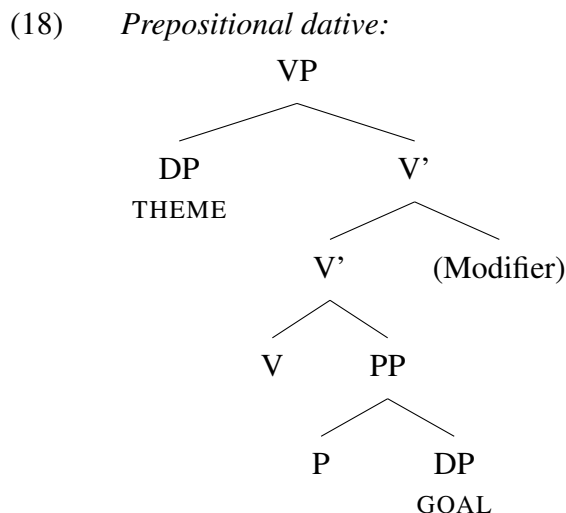 (18) Prepositional dative:
VP
DP V’
THEME
V’ (Modifier)
V PP
P DP
GOAL